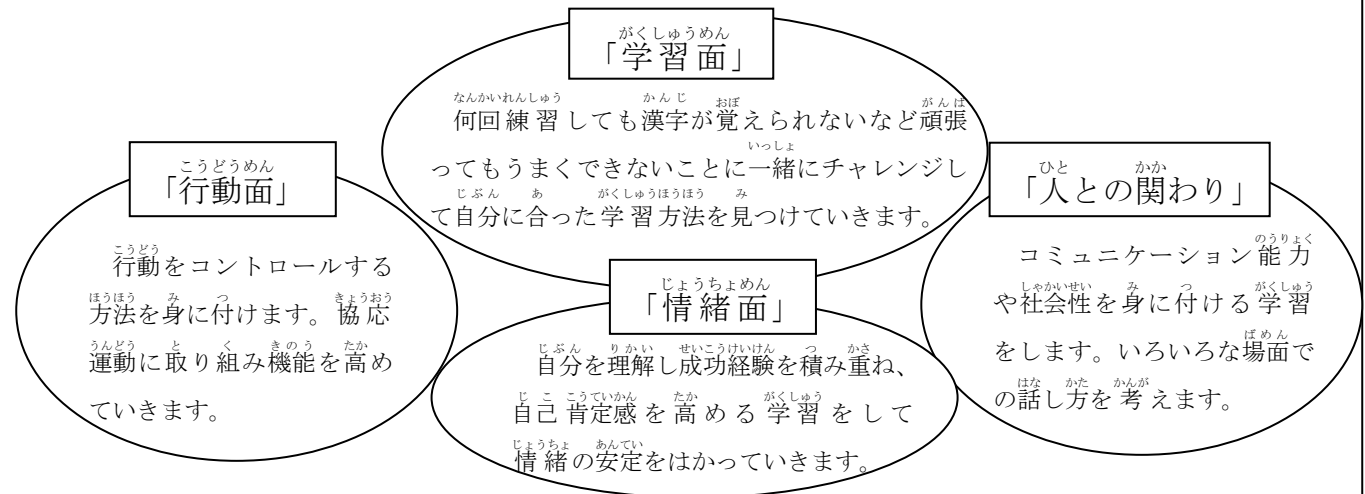 「学習面」
何回練習しても漢字が覚えられないなど頑張
ってもうまくできないことに一緒にチャレンジし
て自分に合った学習方法を見つけていきます。
「行動面」
行動をコントロールする
方法を身に付けます。協応
運動に取り組み機能を高め
ていきます。
「人との関わり」
コミュニケーション能力
や社会性を身に付ける学習
をします。いろいろな場面で
の話し方を考えます。
「情緒面」
自分を理解し成功経験を積み重ね、
自己肯定感を高める学習をして
情緒の安定をはかっていきます。